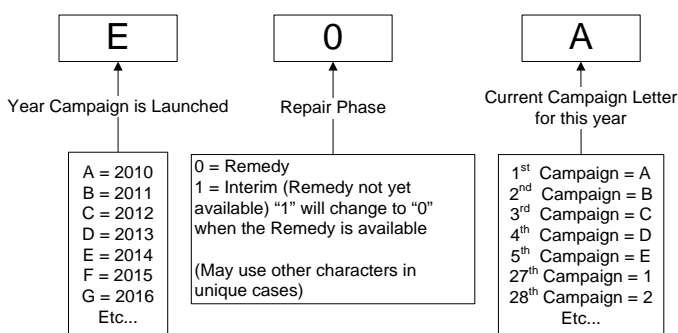 E
0
A
Year Campaign is Launched
Repair Phase
Current Campaign Letter
for this year
A = 2010
B = 2011
C = 2012
D = 2013
E = 2014
F = 2015
G = 2016
Etc...
0 = Remedy
1 = Interim (Remedy not yet
available) “1” will change to “0”
when the Remedy is available
(May use other characters in
unique cases)
1st Campaign = A
2nd Campaign = B
3rd Campaign = C
4th Campaign = D
5th Campaign = E
27th Campaign = 1
28th Campaign = 2
Etc...